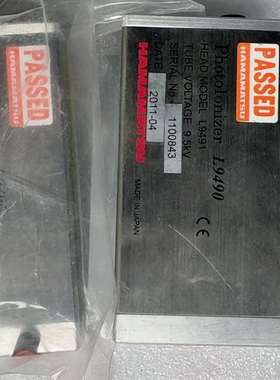 PASSED
HAMAMATSU
PhotoIonizer L9490
HEAD MODEL L9491
TUBE VOLTAGE 9.5kV
SERIAL No. 1100843
DATE 2011-04
HAMAMATSU
MADE IN JAPAN
CE
PASSED
HAMAMATSU